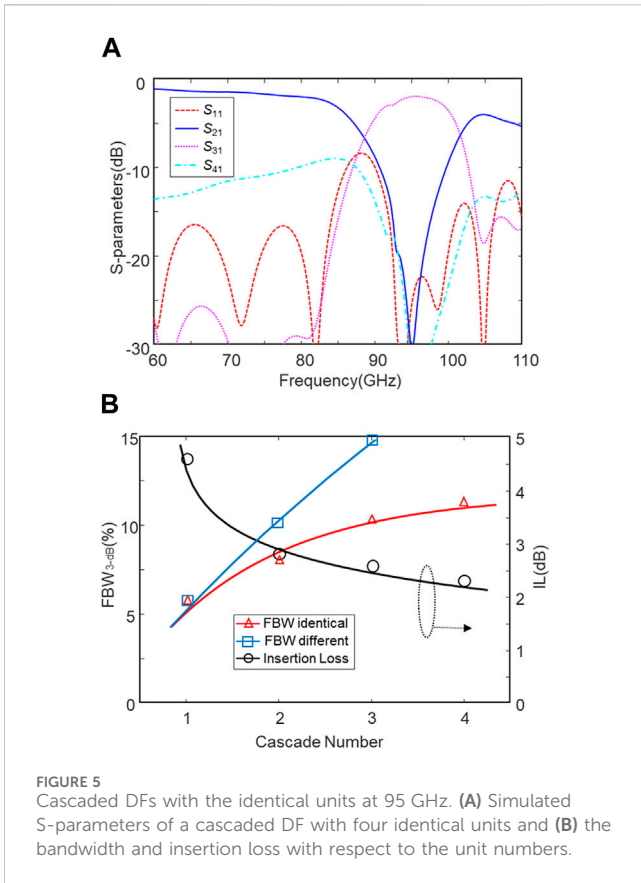 A
S-parameters(dB)
0
-10
-20
-30
S11
S21
S31
S41
60 70 80 90 100 110
Frequency(GHz)
B
FBW3-dB(%)
15
10
5
0
FBW identical
FBW different
Insertion Loss
5
4
3
2
1
0
IL(dB)
1 2 3 4
Cascade Number
FIGURE 5
Cascaded DFs with the identical units at 95 GHz. (A) Simulated
S-parameters of a cascaded DF with four identical units and (B) the
bandwidth and insertion loss with respect to the unit numbers.